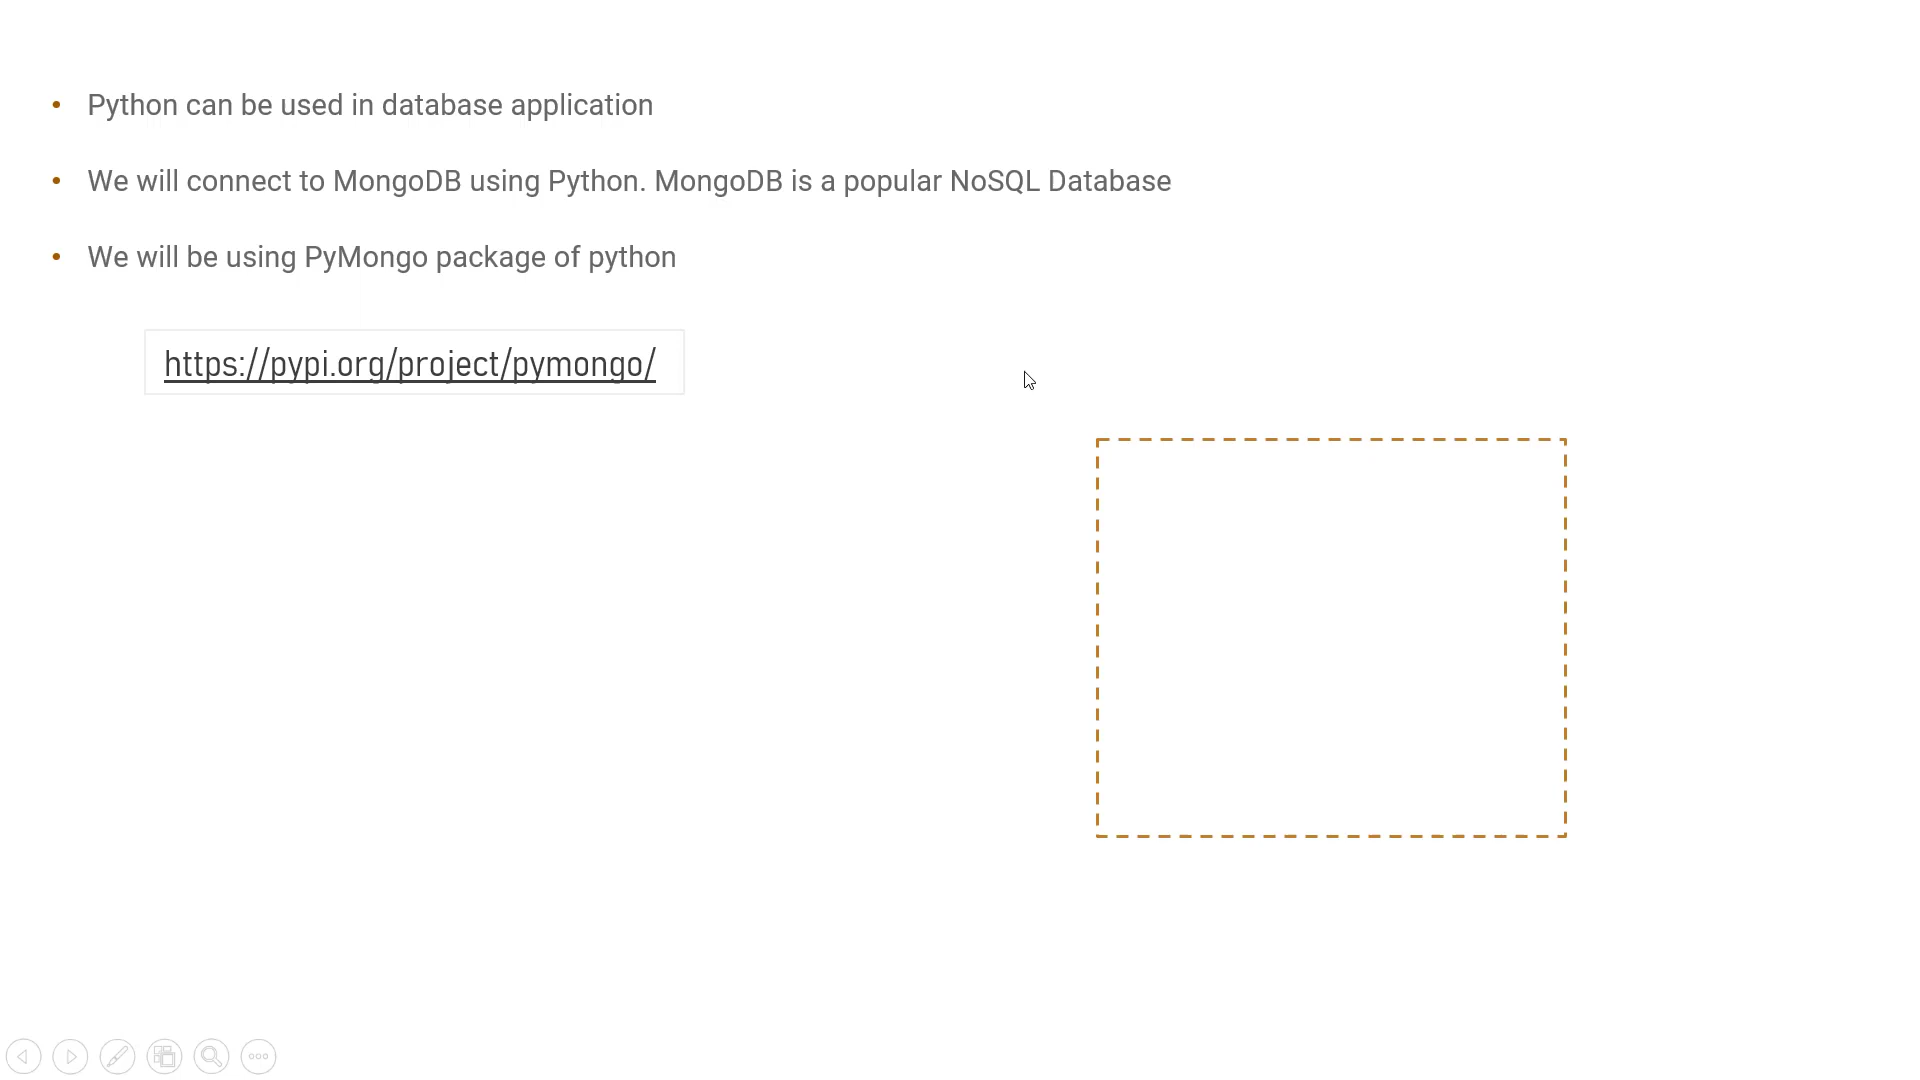 • Python can be used in database application
• We will connect to MongoDB using Python. MongoDB is a popular NoSQL Database
• We will be using PyMongo package of python
https://pypi.org/project/pymongo/